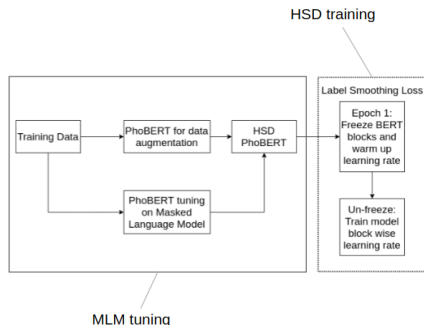 HSD training
Label Smoothing Loss
Training Data
PhoBERT for data
augmentation
HSD
PhoBERT
Epoch 1:
Freeze BERT
blocks and
warm up
learning rate
PhoBERT tuning
on Masked
Language Model
Un-freeze:
Train model
block wise
learning rate
MLM tuning